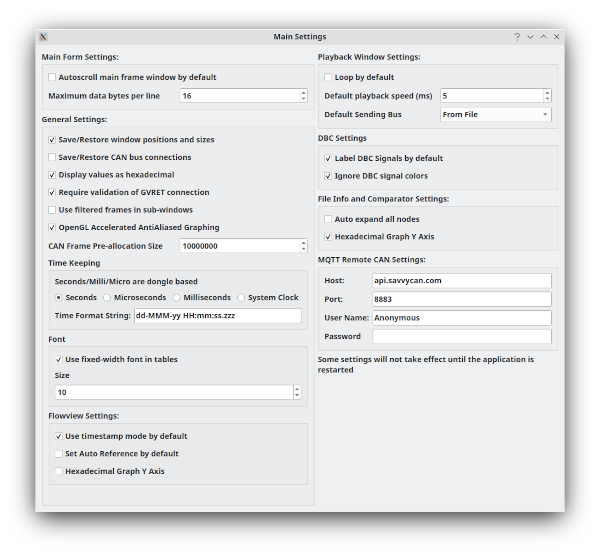 Main Settings
Main Form Settings:
Autoscroll main frame window by default
Maximum data bytes per line 16
General Settings:
Save/Restore window positions and sizes
Save/Restore CAN bus connections
Display values as hexadecimal
Require validation of GVRET connection
Use filtered frames in sub-windows
OpenGL Accelerated AntiAliased Graphing
CAN Frame Pre-allocation Size 10000000
Time Keeping
Seconds/Milli/Micro are dongle based
Seconds Microseconds Milliseconds System Clock
Time Format String: dd-MMM-yy HH:mm:ss.zzz
Font
Use fixed-width font in tables
Size
10
Flowview Settings:
Use timestamp mode by default
Set Auto Reference by default
Hexadecimal Graph Y Axis
Playback Window Settings:
Loop by default
Default playback speed (ms) 5
Default Sending Bus From File
DBC Settings
Label DBC Signals by default
Ignore DBC signal colors
File Info and Comparator Settings:
Auto expand all nodes
Hexadecimal Graph Y Axis
MQTT Remote CAN Settings:
Host: api.savvycan.com
Port: 8883
User Name: Anonymous
Password
Some settings will not take effect until the application is
restarted